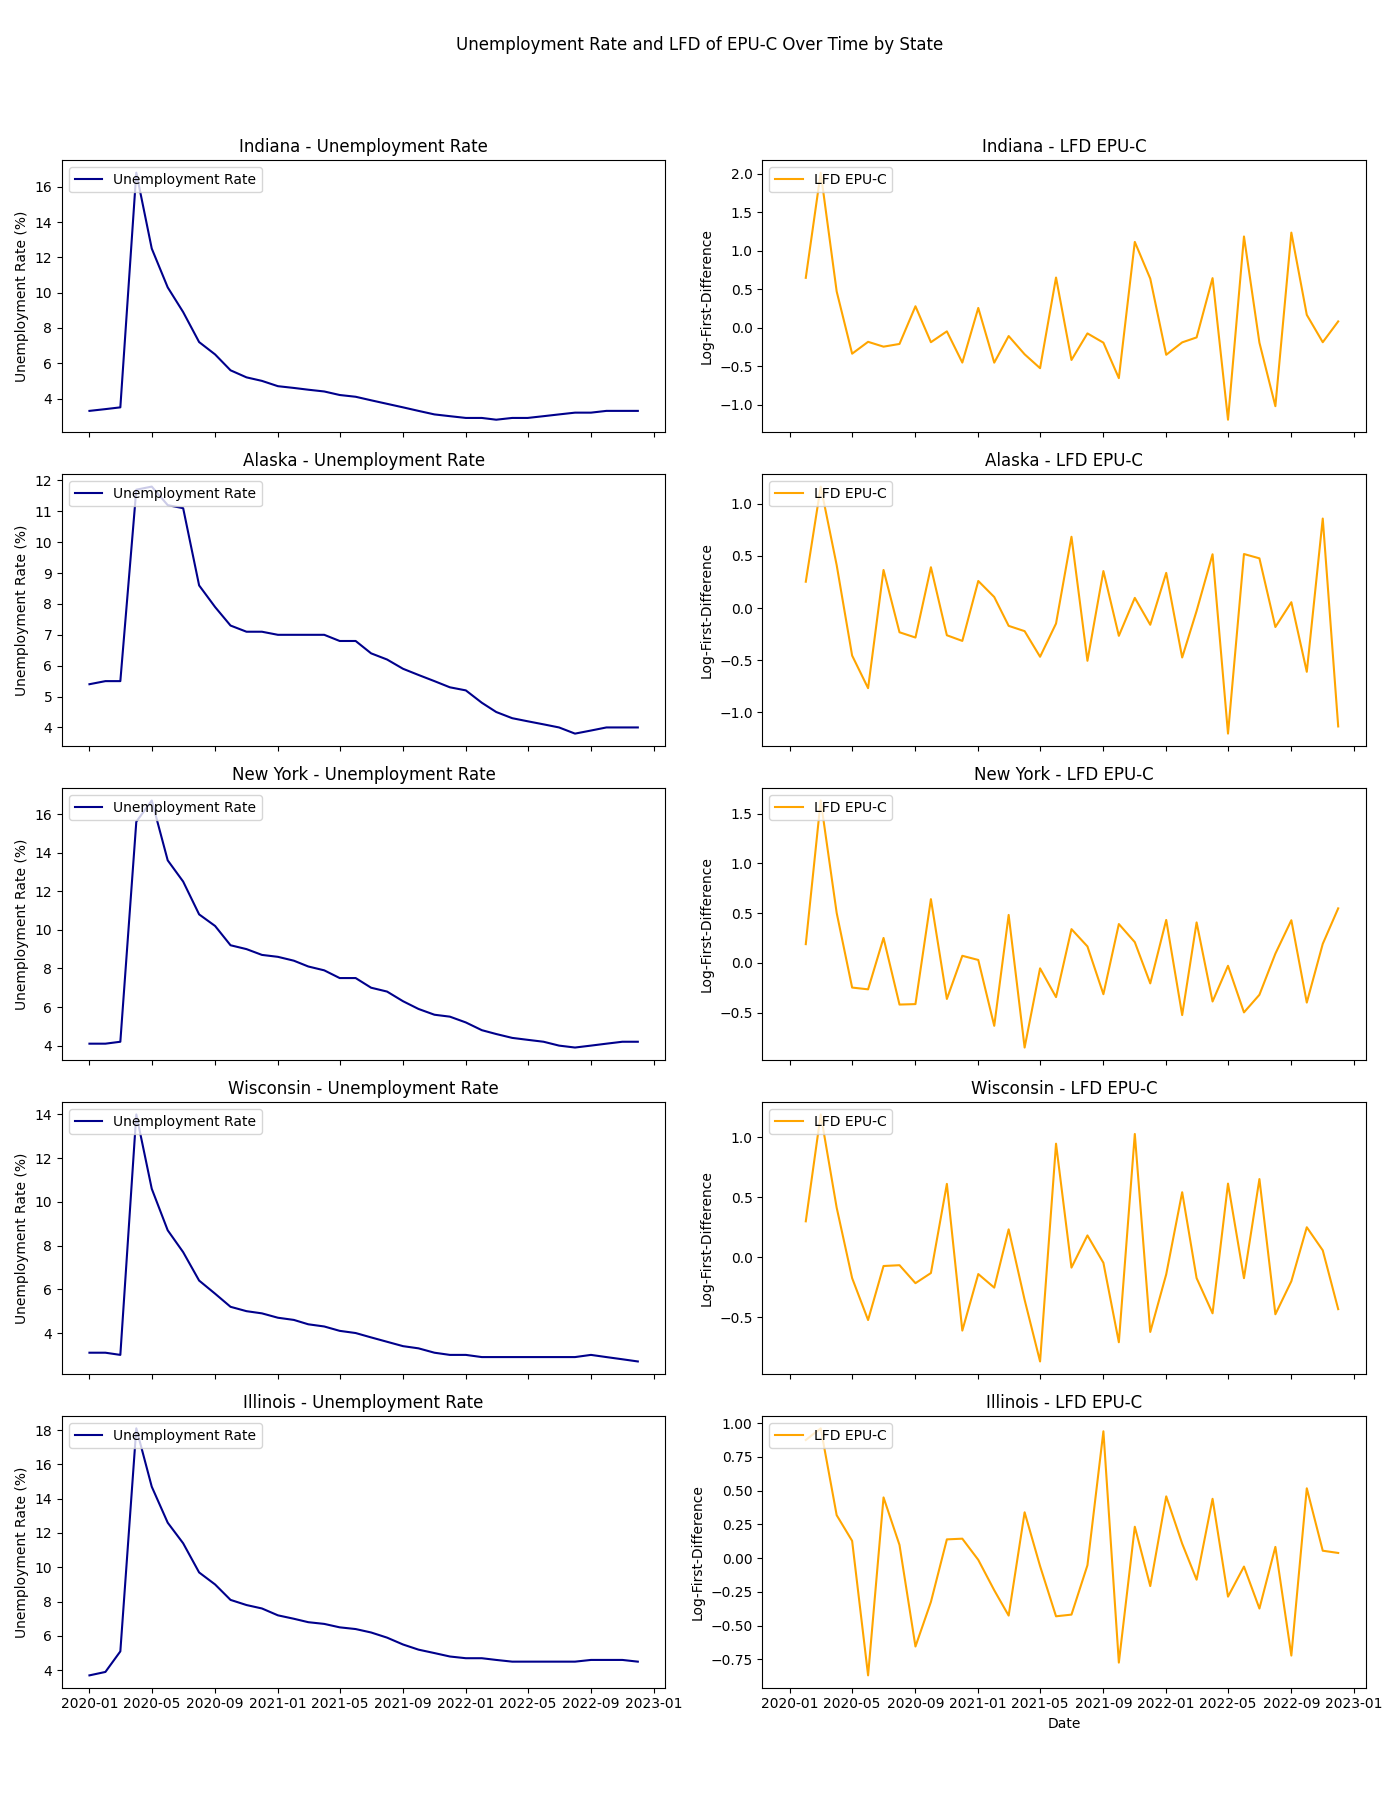 Unemployment Rate and LFD of EPU-C Over Time by State
Indiana - Unemployment Rate
Unemployment Rate (%)
16
14
12
10
8
6
4
Unemployment Rate
Indiana - LFD EPU-C
Log-First-Difference
2.0
1.5
1.0
0.5
0.0
−0.5
−1.0
LFD EPU-C
Alaska - Unemployment Rate
Unemployment Rate (%)
12
11
10
9
8
7
6
5
4
Unemployment Rate
Alaska - LFD EPU-C
Log-First-Difference
1.0
0.5
0.0
−0.5
−1.0
LFD EPU-C
New York - Unemployment Rate
Unemployment Rate (%)
16
14
12
10
8
6
4
Unemployment Rate
New York - LFD EPU-C
Log-First-Difference
1.5
1.0
0.5
0.0
−0.5
LFD EPU-C
Wisconsin - Unemployment Rate
Unemployment Rate (%)
14
12
10
8
6
4
Unemployment Rate
Wisconsin - LFD EPU-C
Log-First-Difference
1.0
0.5
0.0
−0.5
LFD EPU-C
Illinois - Unemployment Rate
Unemployment Rate (%)
18
16
14
12
10
8
6
4
Unemployment Rate
2020-01 2020-05 2020-09 2021-01 2021-05 2021-09 2022-01 2022-05 2022-09 2023-01
Illinois - LFD EPU-C
Log-First-Difference
1.00
0.75
0.50
0.25
0.00
−0.25
−0.50
−0.75
LFD EPU-C
2020-01 2020-05 2020-09 2021-01 2021-05 2021-09 2022-01 2022-05 2022-09 2023-01
Date